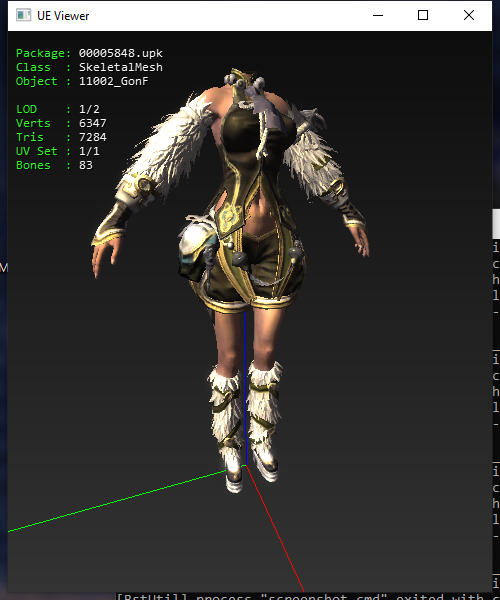 UE Viewer
Package: 00005848.upk
Class : SkeletalMesh
Object : 11002_GonF
LOD : 1/2
Verts : 6347
Tris : 7284
UV Set : 1/1
Bones : 83
M
i
c
h
l
-
i
c
h
l
-
i
c
h
l
-
i
[BstUtil] process "screenshot.cmd" exited with c